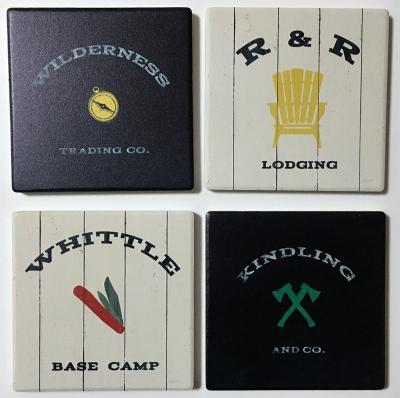 WILDERNESS
TRADING CO.
R & R
LODGING
WHITTLE
BASE CAMP
KINDLING
AND CO.